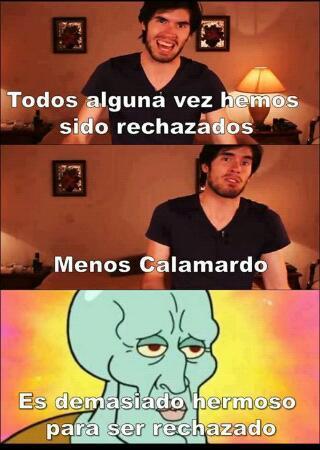 Todos alguna vez hemos
sido rechazados
Menos Calamardo
Es demasiado hermoso
para ser rechazado